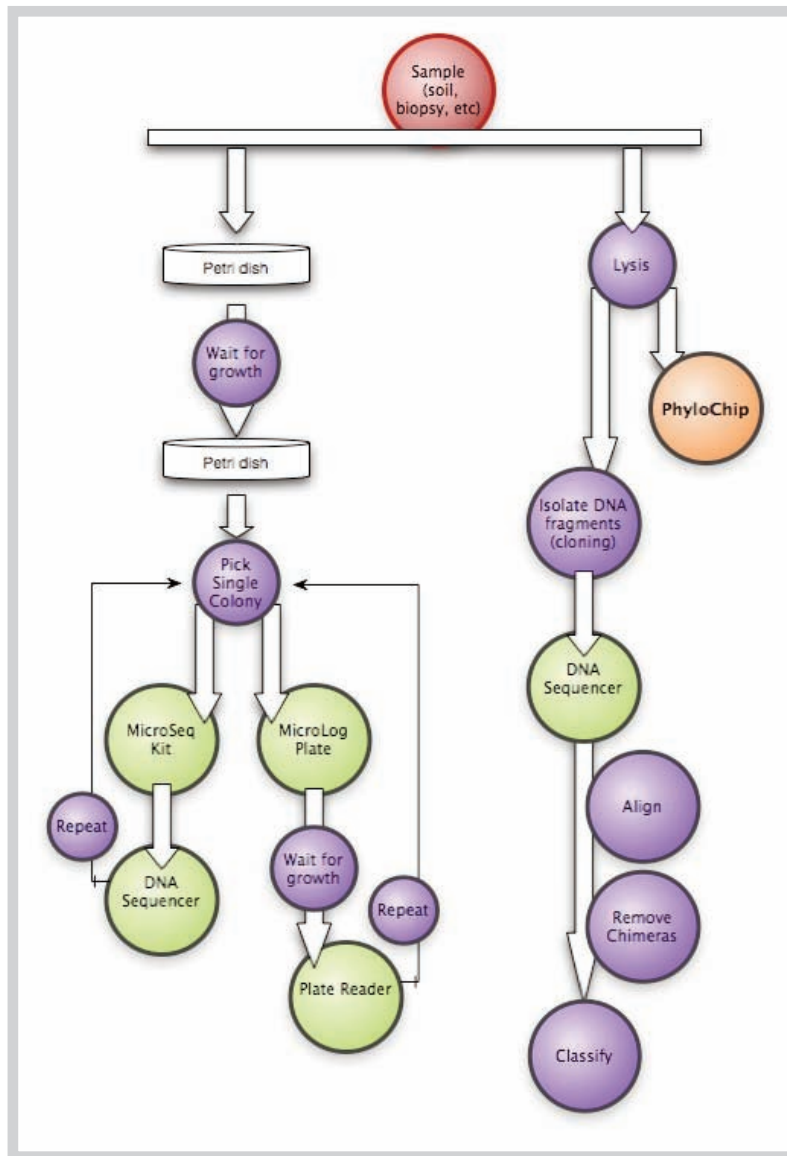 Sample
(soil,
biopsy, etc)
Petri dish
Wait for
growth
Petri dish
Pick
Single
Colony
MicroSeq
Kit
MicroLog
Plate
Repeat
DNA
Sequencer
Wait for
growth
Repeat
Plate Reader
Lysis
PhyloChip
Isolate DNA
fragments
(cloning)
DNA
Sequencer
Align
Remove
Chimeras
Classify